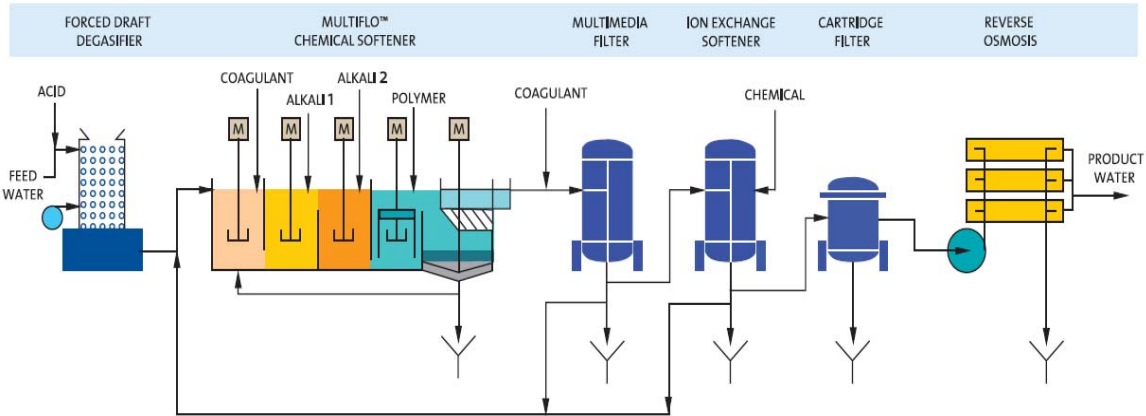 FORCED DRAFT
DEGASIFIER
MULTIFLO™
CHEMICAL SOFTENER
MULTIMEDIA
FILTER
ION EXCHANGE
SOFTENER
CARTRIDGE
FILTER
REVERSE
OSMOSIS
ACID
FEED
WATER
COAGULANT
ALKALI 1
ALKALI 2
POLYMER
M
M
M
M
M
COAGULANT
CHEMICAL
PRODUCT
WATER